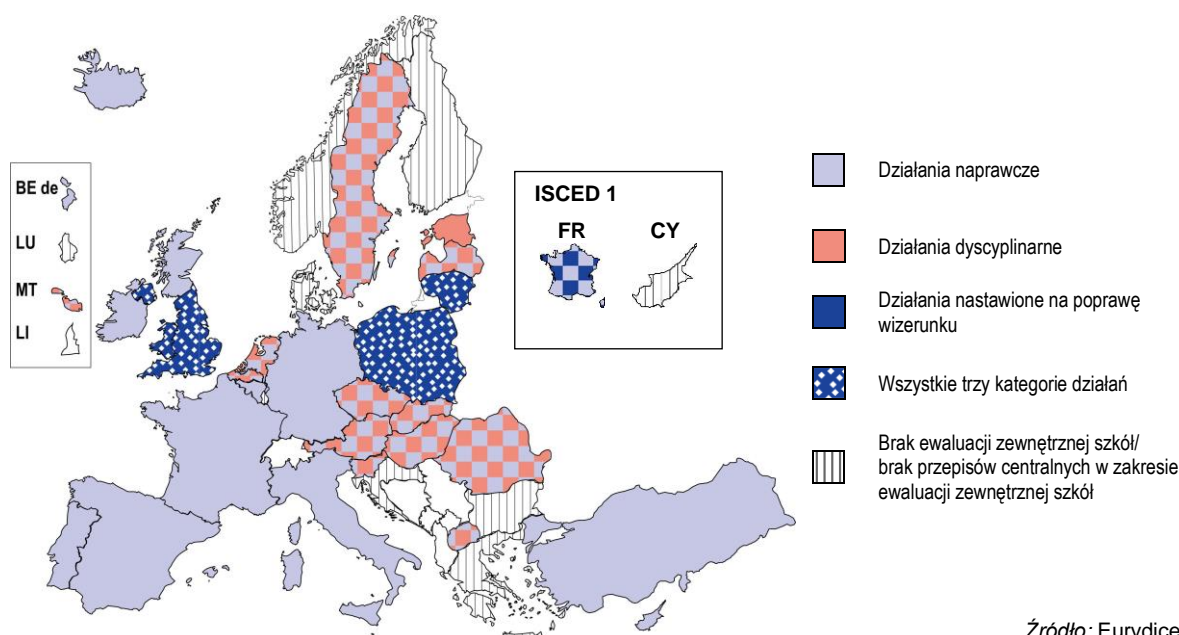 BE de
LU
MT
LI
ISCED 1
FR CY
Działania naprawcze
Działania dyscyplinarne
Działania nastawione na poprawę
wizerunku
Wszystkie trzy kategorie działań
Brak ewaluacji zewnętrznej szkół/
brak przepisów centralnych w zakresie
ewaluacji zewnętrznej szkół
Źródło: Eurydice